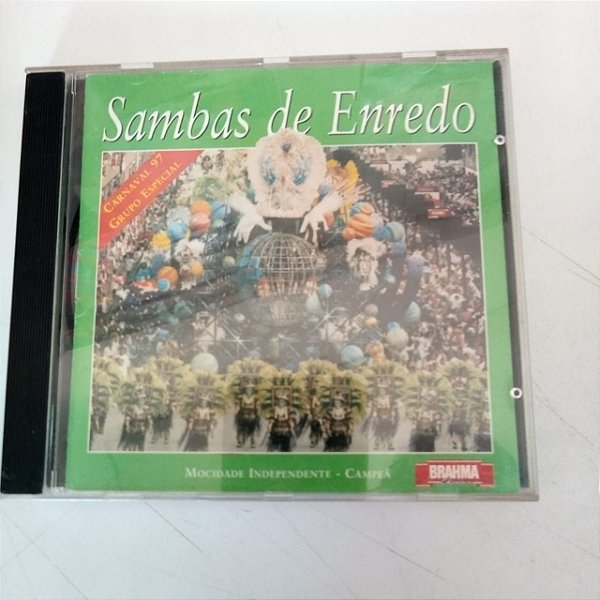 Sambas de Enredo
CARNAVAL 97
GRUPO ESPECIAL
MOCIDADE INDEPENDENTE - CAMPEÃ
BRAHMA